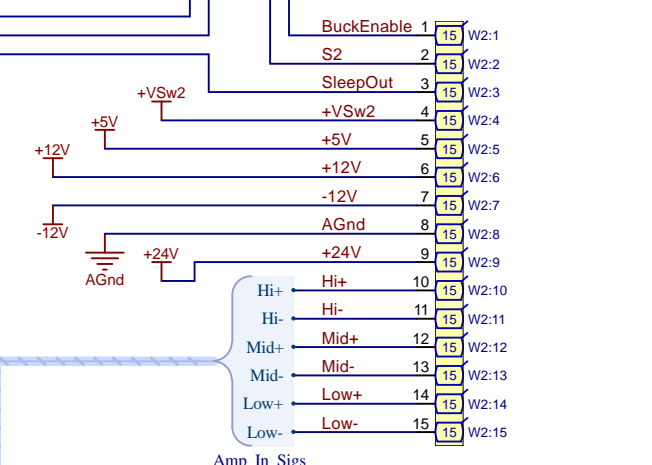 BuckEnable 1 15 W2:1
S2 2 15 W2:2
SleepOut 3 15 W2:3
+VSw2
+VSw2 4 15 W2:4
+5V
+5V 5 15 W2:5
+12V
+12V 6 15 W2:6
-12V 7 15 W2:7
-12V
AGnd 8 15 W2:8
+24V
+24V 9 15 W2:9
AGnd
Hi+ Hi+ 10 15 W2:10
Hi- Hi- 11 15 W2:11
Mid+ Mid+ 12 15 W2:12
Mid- Mid- 13 15 W2:13
Low+ Low+ 14 15 W2:14
Low- Low- 15 15 W2:15
Amp_In_Sigs